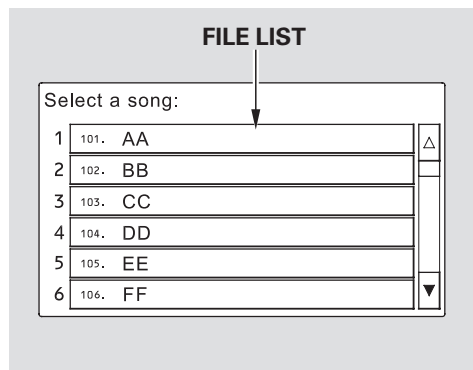 FILE LIST
Select a song:
1 101. AA
2 102. BB
3 103. CC
4 104. DD
5 105. EE
6 106. FF